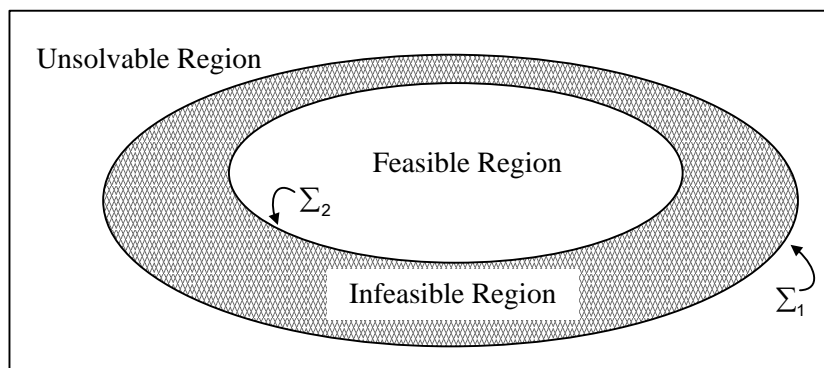 Unsolvable Region
Feasible Region
Σ₂
Infeasible Region
Σ₁